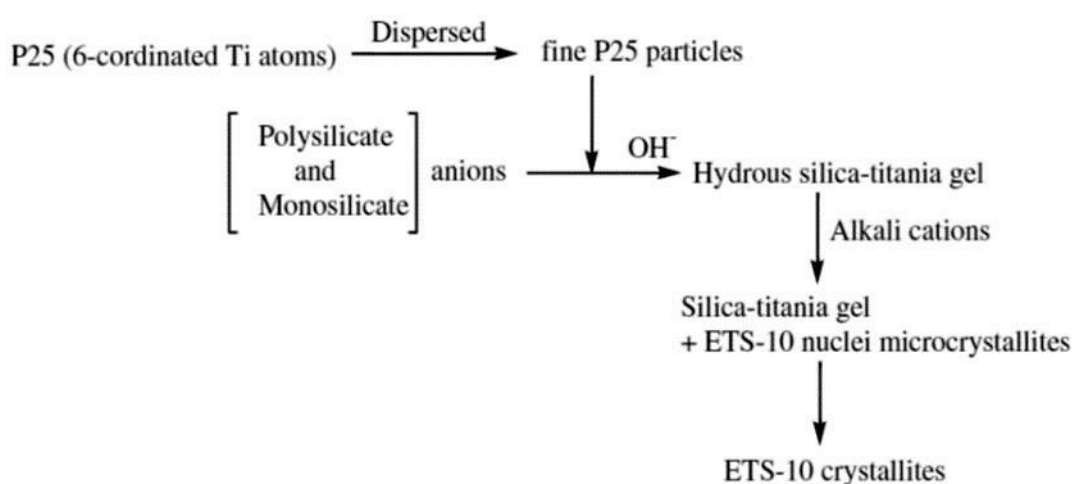 Dispersed
P25 (6-cordinated Ti atoms)
fine P25 particles
Polysilicate
and
Monosilicate
anions
OH⁻
Hydrous silica-titania gel
Alkali cations
Silica-titania gel
+ ETS-10 nuclei microcrystallites
ETS-10 crystallites